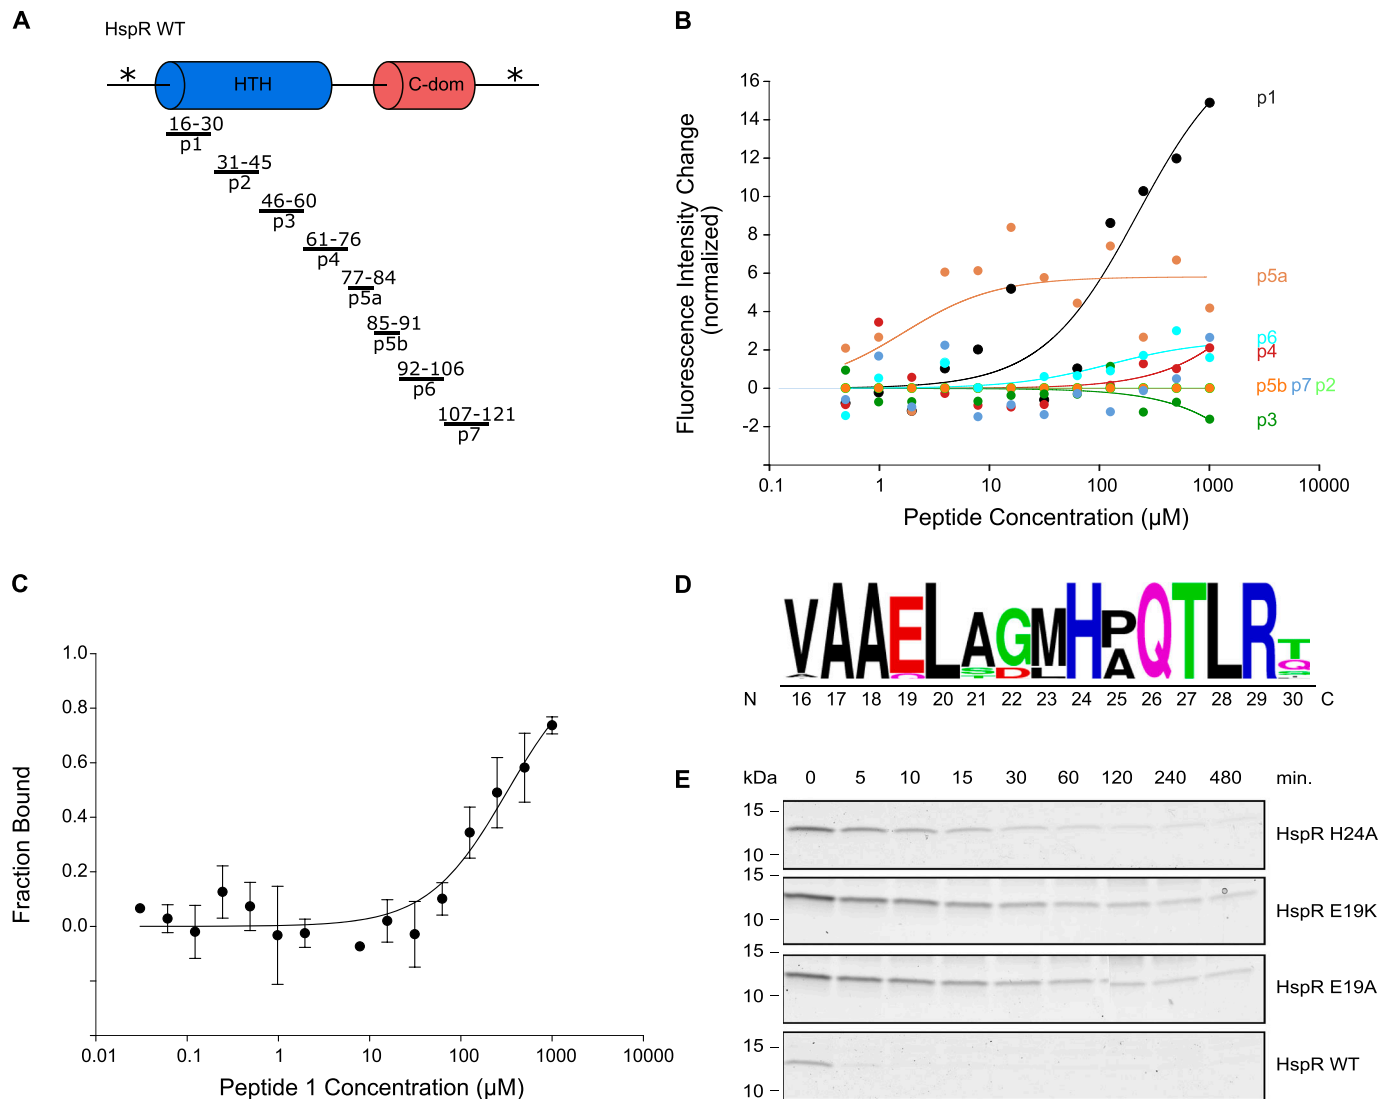 A
HspR WT
*
HTH
C-dom
*
16-30
p1
31-45
p2
46-60
p3
61-76
p4
77-84
p5a
85-91
p5b
92-106
p6
107-121
p7
B
Fluorescence Intensity Change
(normalized)
16
14
12
10
8
6
4
2
0
-2
0.1 1 10 100 1000 10000
Peptide Concentration (μM)
p1
p5a
p6
p4
p5b p7 p2
p3
C
Fraction Bound
1.0
0.8
0.6
0.4
0.2
0.0
0.01 0.1 1 10 100 1000 10000
Peptide 1 Concentration (μM)
D
VAAELAGMHPQTLRT
Q S D L A Q
T S
A
N 16 17 18 19 20 21 22 23 24 25 26 27 28 29 30 C
E
kDa 0 5 10 15 30 60 120 240 480 min.
15
10
HspR H24A
15
10
HspR E19K
15
10
HspR E19A
15
10
HspR WT